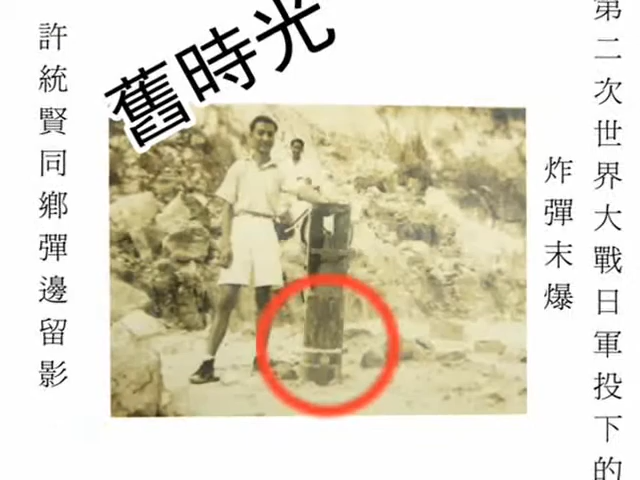 舊時光
第二次世界大戰日軍投下的
炸彈末爆
許統賢同鄉彈邊留影